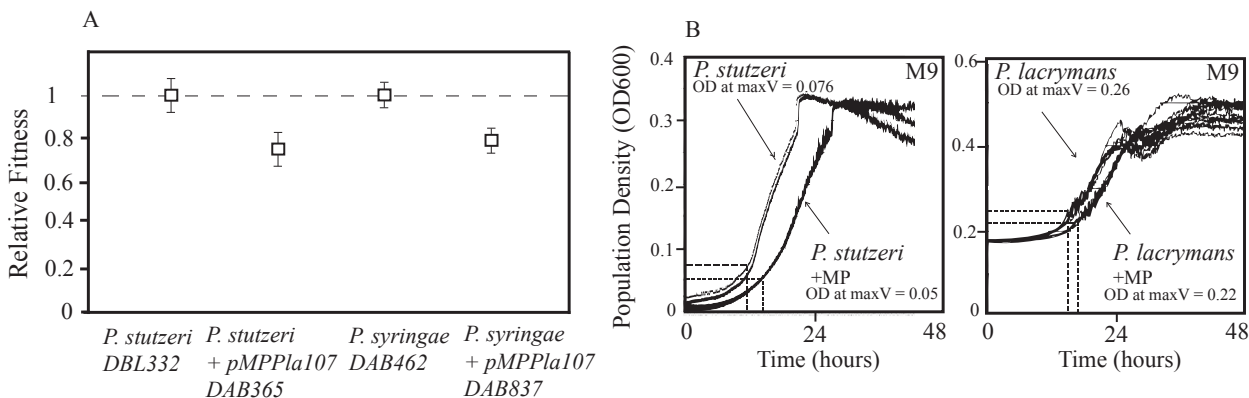 A
Relative Fitness
1
0.8
0.6
0.4
0.2
0
P. stutzeri
DBL332
P. stutzeri
+ pMPPla107
DAB365
P. syringae
DAB462
P. syringae
+ pMPPla107
DAB837
B
Population Density (OD600)
0.4
0.3
0.2
0.1
0
P. stutzeri
OD at maxV = 0.076
M9
P. stutzeri
+MP
OD at maxV = 0.05
0
24
48
Time (hours)
0.6
0.4
0.2
0
P. lacrymans
OD at maxV = 0.26
M9
P. lacrymans
+MP
OD at maxV = 0.22
0
24
48
Time (hours)